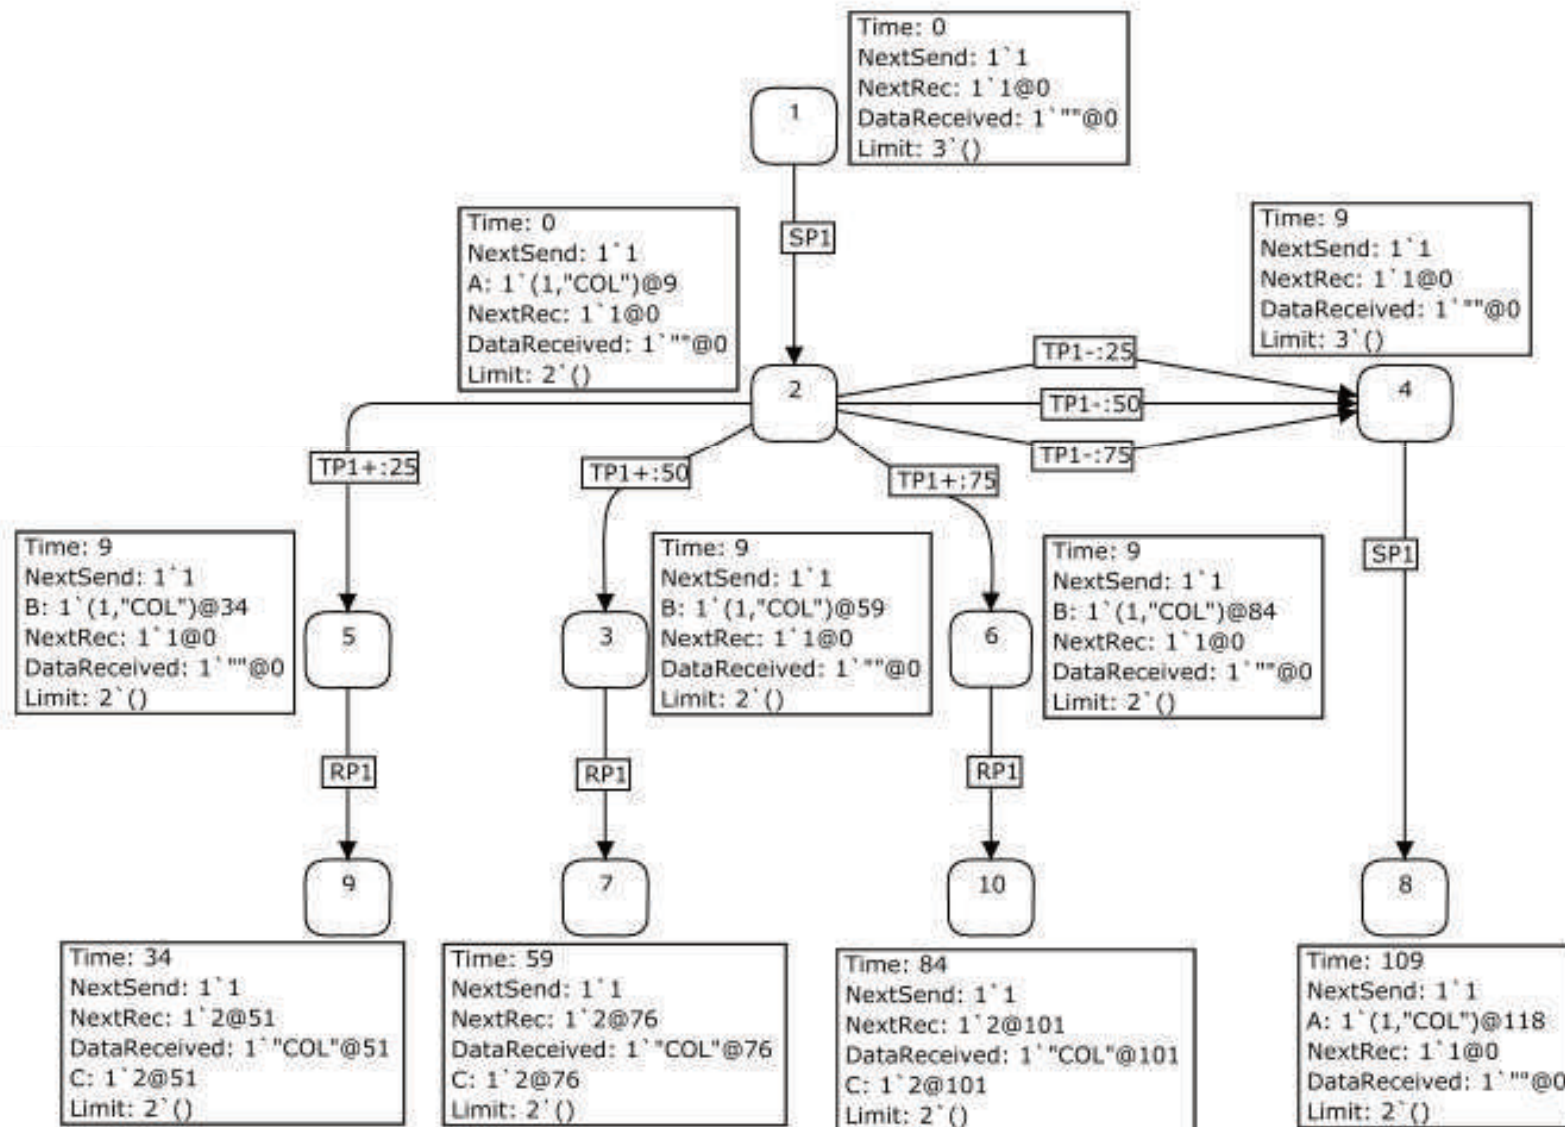 Time: 0
NextSend: 1`1
NextRec: 1`1@0
DataReceived: 1`""@0
Limit: 3`()
1
SP1
Time: 0
NextSend: 1`1
A: 1`(1,"COL")@9
NextRec: 1`1@0
DataReceived: 1`""@0
Limit: 2`()
2
Time: 9
NextSend: 1`1
NextRec: 1`1@0
DataReceived: 1`""@0
Limit: 3`()
4
TP1-:25
TP1-:50
TP1-:75
TP1+:25
TP1+:50
TP1+:75
SP1
Time: 9
NextSend: 1`1
B: 1`(1,"COL")@34
NextRec: 1`1@0
DataReceived: 1`""@0
Limit: 2`()
5
3
Time: 9
NextSend: 1`1
B: 1`(1,"COL")@59
NextRec: 1`1@0
DataReceived: 1`""@0
Limit: 2`()
6
Time: 9
NextSend: 1`1
B: 1`(1,"COL")@84
NextRec: 1`1@0
DataReceived: 1`""@0
Limit: 2`()
RP1
RP1
RP1
9
7
10
8
Time: 34
NextSend: 1`1
NextRec: 1`2@51
DataReceived: 1`"COL"@51
C: 1`2@51
Limit: 2`()
Time: 59
NextSend: 1`1
NextRec: 1`2@76
DataReceived: 1`"COL"@76
C: 1`2@76
Limit: 2`()
Time: 84
NextSend: 1`1
NextRec: 1`2@101
DataReceived: 1`"COL"@101
C: 1`2@101
Limit: 2`()
Time: 109
NextSend: 1`1
A: 1`(1,"COL")@118
NextRec: 1`1@0
DataReceived: 1`""@0
Limit: 2`()